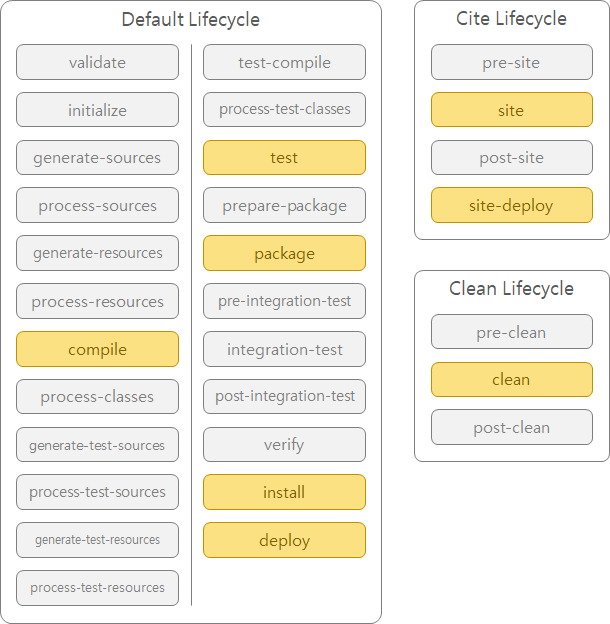 Default Lifecycle
validate
initialize
generate-sources
process-sources
generate-resources
process-resources
compile
process-classes
generate-test-sources
process-test-sources
generate-test-resources
process-test-resources
test-compile
process-test-classes
test
prepare-package
package
pre-integration-test
integration-test
post-integration-test
verify
install
deploy
Cite Lifecycle
pre-site
site
post-site
site-deploy
Clean Lifecycle
pre-clean
clean
post-clean